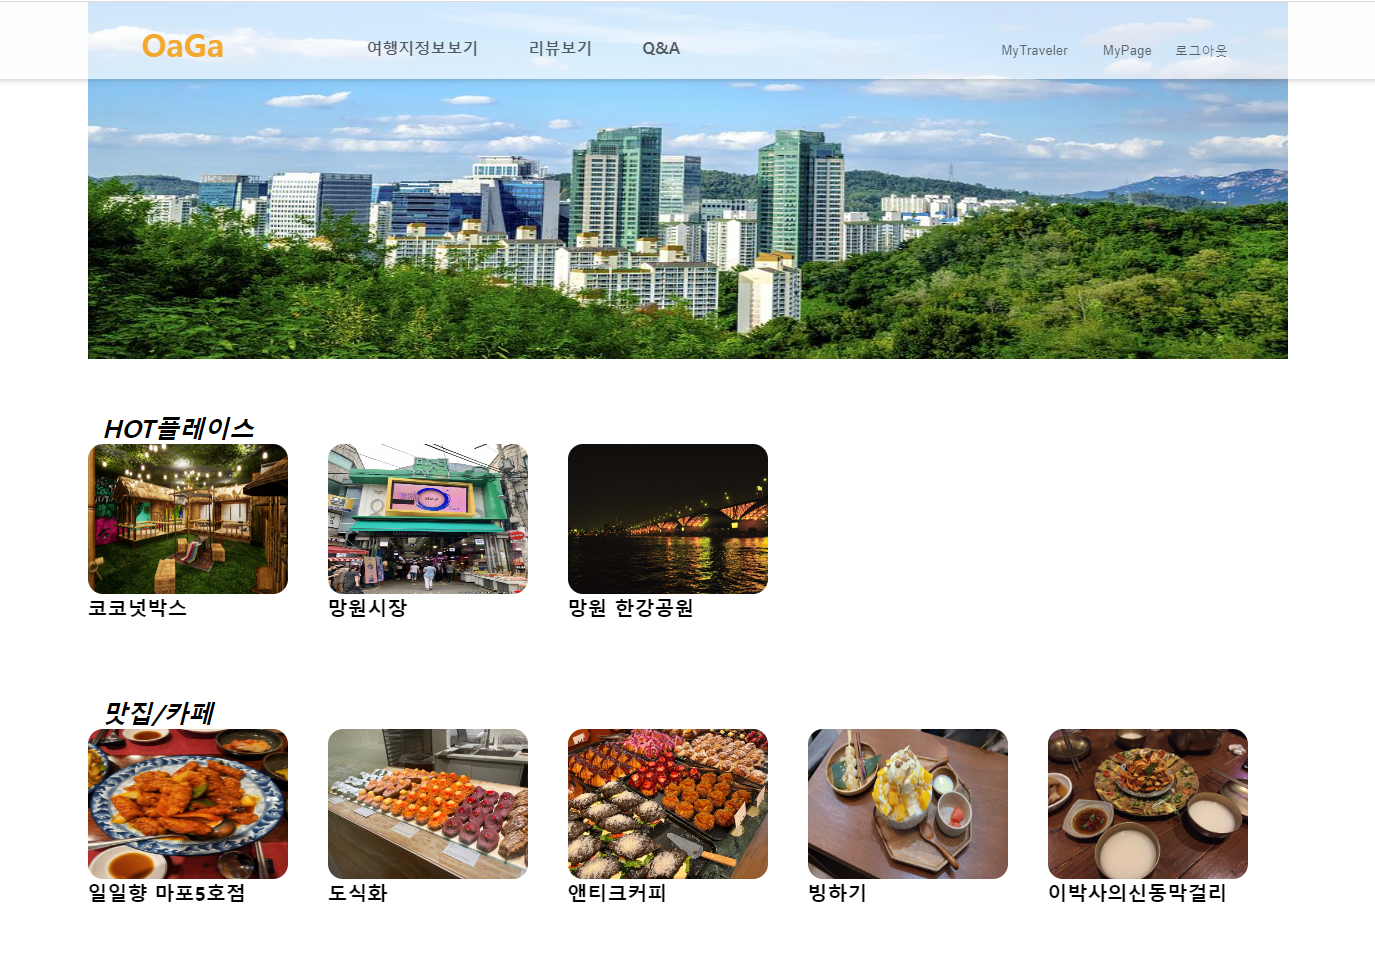 OaGa
여행지정보보기
리뷰보기
Q&A
MyTraveler
MyPage
로그아웃
HOT플레이스
코코넛박스
망원시장
망원 한강공원
맛집/카페
일일향 마포5호점
도식화
앤티크커피
빙하기
이박사의신동막걸리